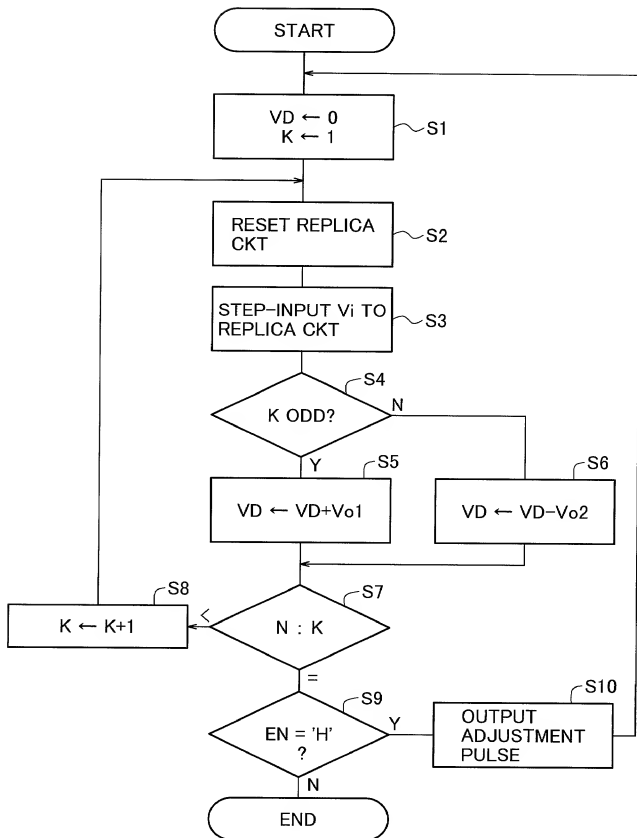 START
VD ← 0
K ← 1
S1
RESET REPLICA
CKT
S2
STEP-INPUT Vi TO
REPLICA CKT
S3
S4
K ODD?
N
Y
S5
VD ← VD+Vo1
S6
VD ← VD-Vo2
S8
K ← K+1
<
S7
N : K
=
S9
EN = 'H'
?
Y
N
S10
OUTPUT
ADJUSTMENT
PULSE
END